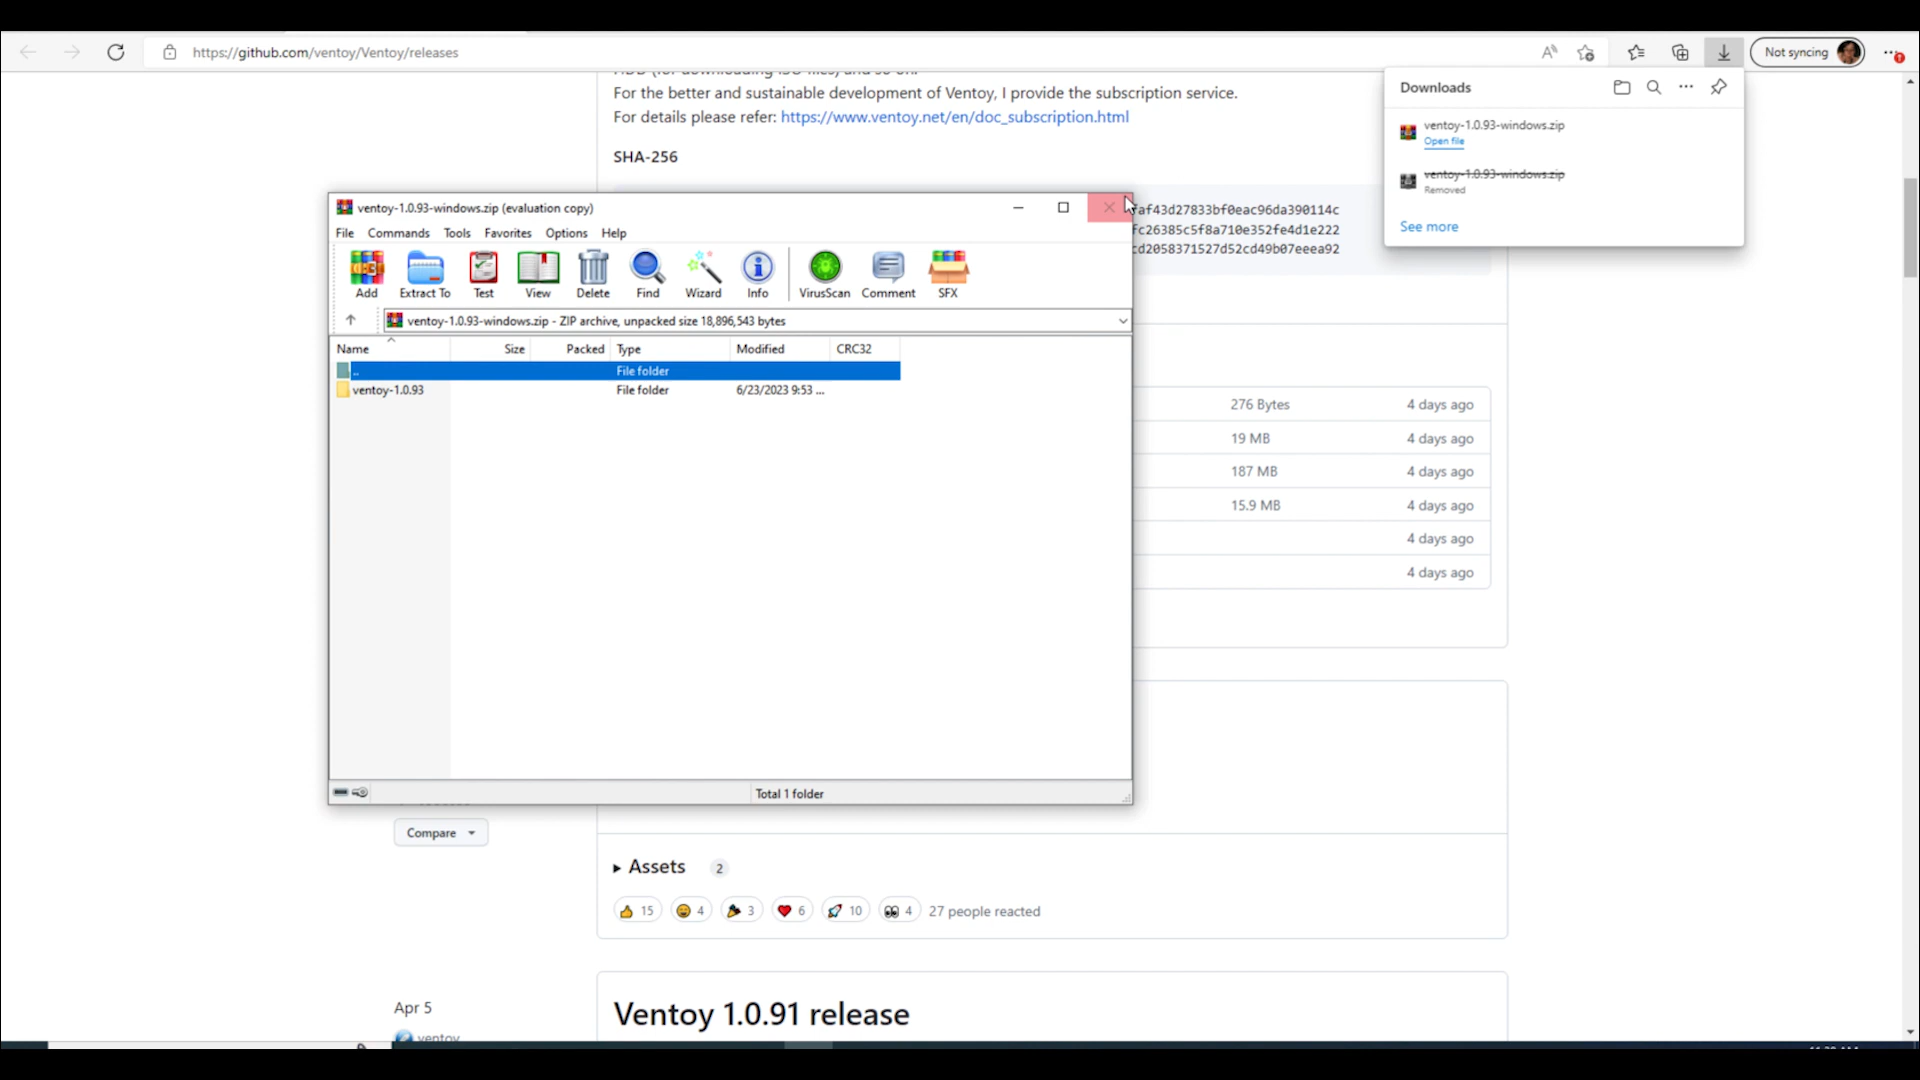 https://github.com/ventoy/Ventoy/releases
Not syncing
For the better and sustainable development of Ventoy, I provide the subscription service.
For details please refer: https://www.ventoy.net/en/doc_subscription.html
SHA-256
Downloads
ventoy-1.0.93-windows.zip
Open file
ventoy-1.0.93-windows.zip
Removed
See more
af43d27833bf0eac96da390114c
fc26385c5f8a710e352fe4d1e222
cd2058371527d52cd49b07eeea92
ventoy-1.0.93-windows.zip (evaluation copy)
File Commands Tools Favorites Options Help
Add Extract To Test View Delete Find Wizard Info VirusScan Comment SFX
ventoy-1.0.93-windows.zip - ZIP archive, unpacked size 18,896,543 bytes
Name Size Packed Type Modified CRC32
.. File folder
ventoy-1.0.93 File folder 6/23/2023 9:53 ...
Total 1 folder
276 Bytes 4 days ago
19 MB 4 days ago
187 MB 4 days ago
15.9 MB 4 days ago
4 days ago
4 days ago
Compare
Assets 2
15 4 3 6 10 4 27 people reacted
Apr 5
Ventoy 1.0.91 release
ventoy